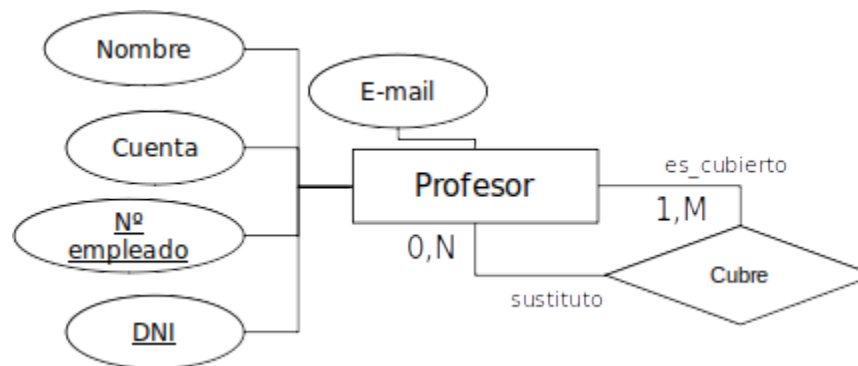 Nombre
E-mail
Cuenta
Profesor
es_cubierto
1,M
Nº
empleado
0,N
Cubre
sustituto
DNI